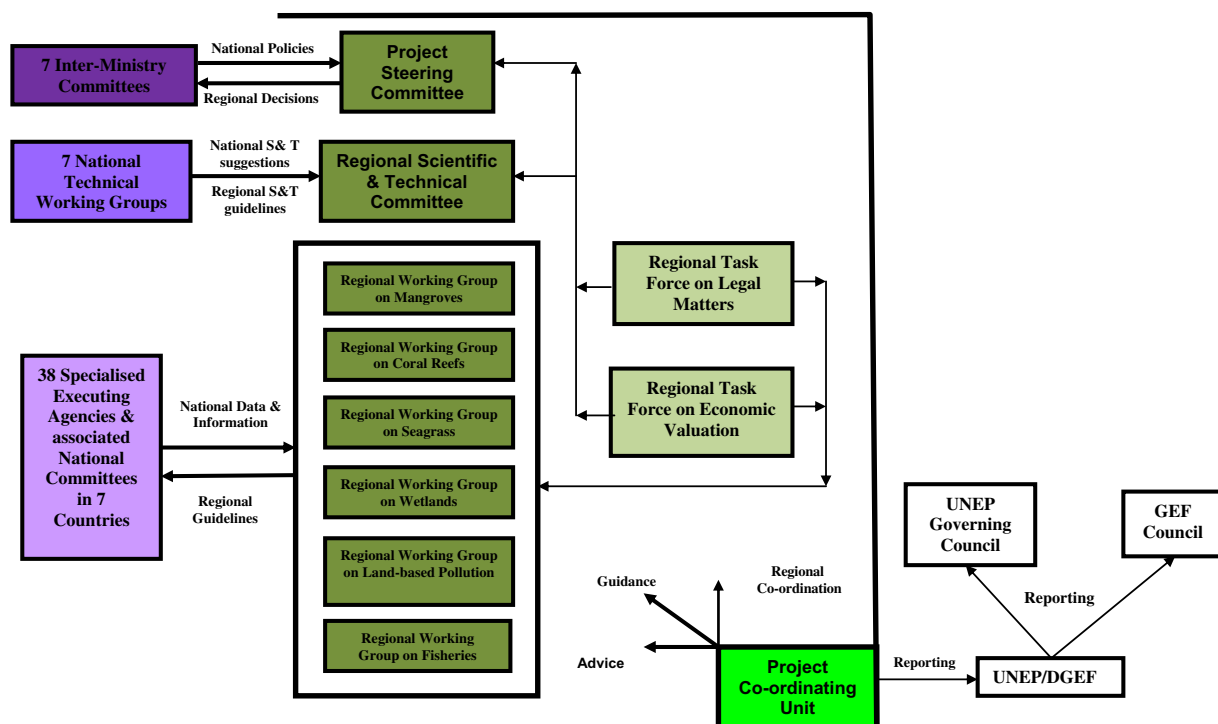 7 Inter-Ministry
Committees
National Policies
Regional Decisions
Project
Steering
Committee
7 National
Technical
Working Groups
National S& T
suggestions
Regional S&T
guidelines
Regional Scientific
& Technical
Committee
38 Specialised
Executing
Agencies &
associated
National
Committees
in 7
Countries
National Data &
Information
Regional
Guidelines
Regional Working Group
on Mangroves
Regional Working Group
on Coral Reefs
Regional Working Group
on Seagrass
Regional Working Group
on Wetlands
Regional Working Group
on Land-based Pollution
Regional Working
Group on Fisheries
Regional Task
Force on Legal
Matters
Regional Task
Force on Economic
Valuation
Guidance
Regional
Co-ordination
Advice
Project
Co-ordinating
Unit
Reporting
UNEP/DGEF
Reporting
UNEP
Governing
Council
GEF
Council